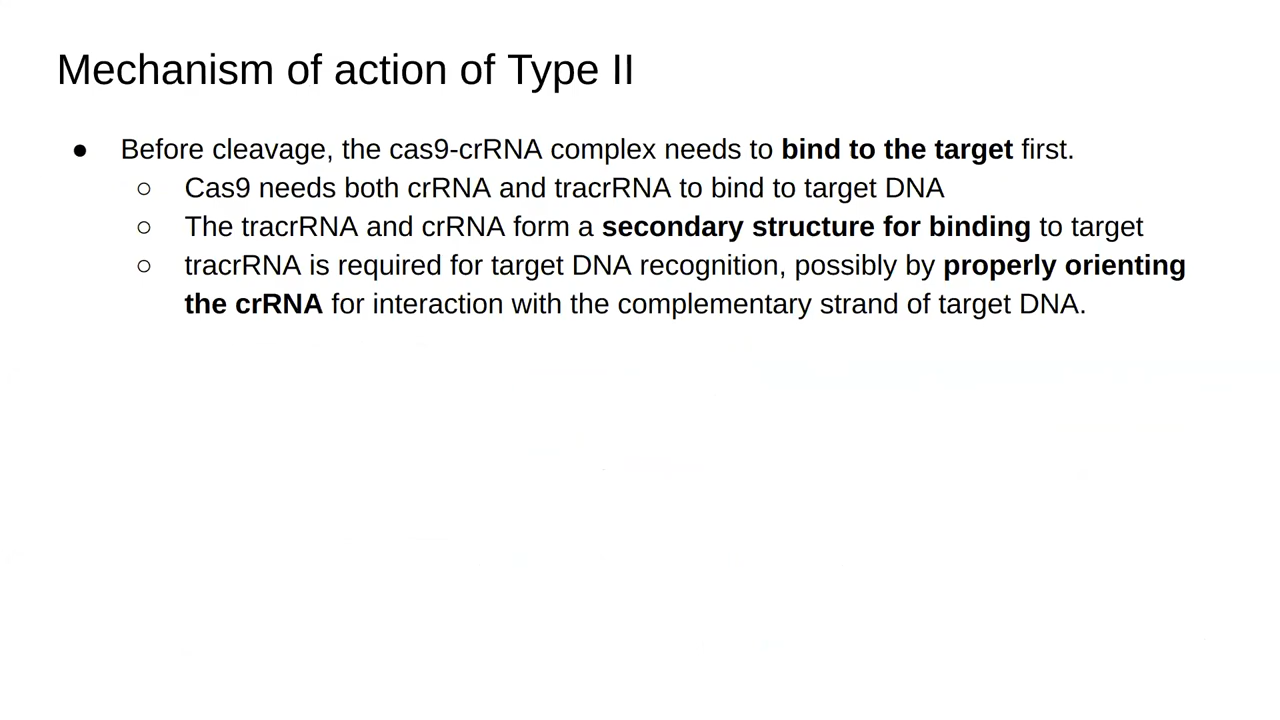 Mechanism of action of Type II
● Before cleavage, the cas9-crRNA complex needs to bind to the target first.
○ Cas9 needs both crRNA and tracrRNA to bind to target DNA
○ The tracrRNA and crRNA form a secondary structure for binding to target
○ tracrRNA is required for target DNA recognition, possibly by properly orienting
the crRNA for interaction with the complementary strand of target DNA.